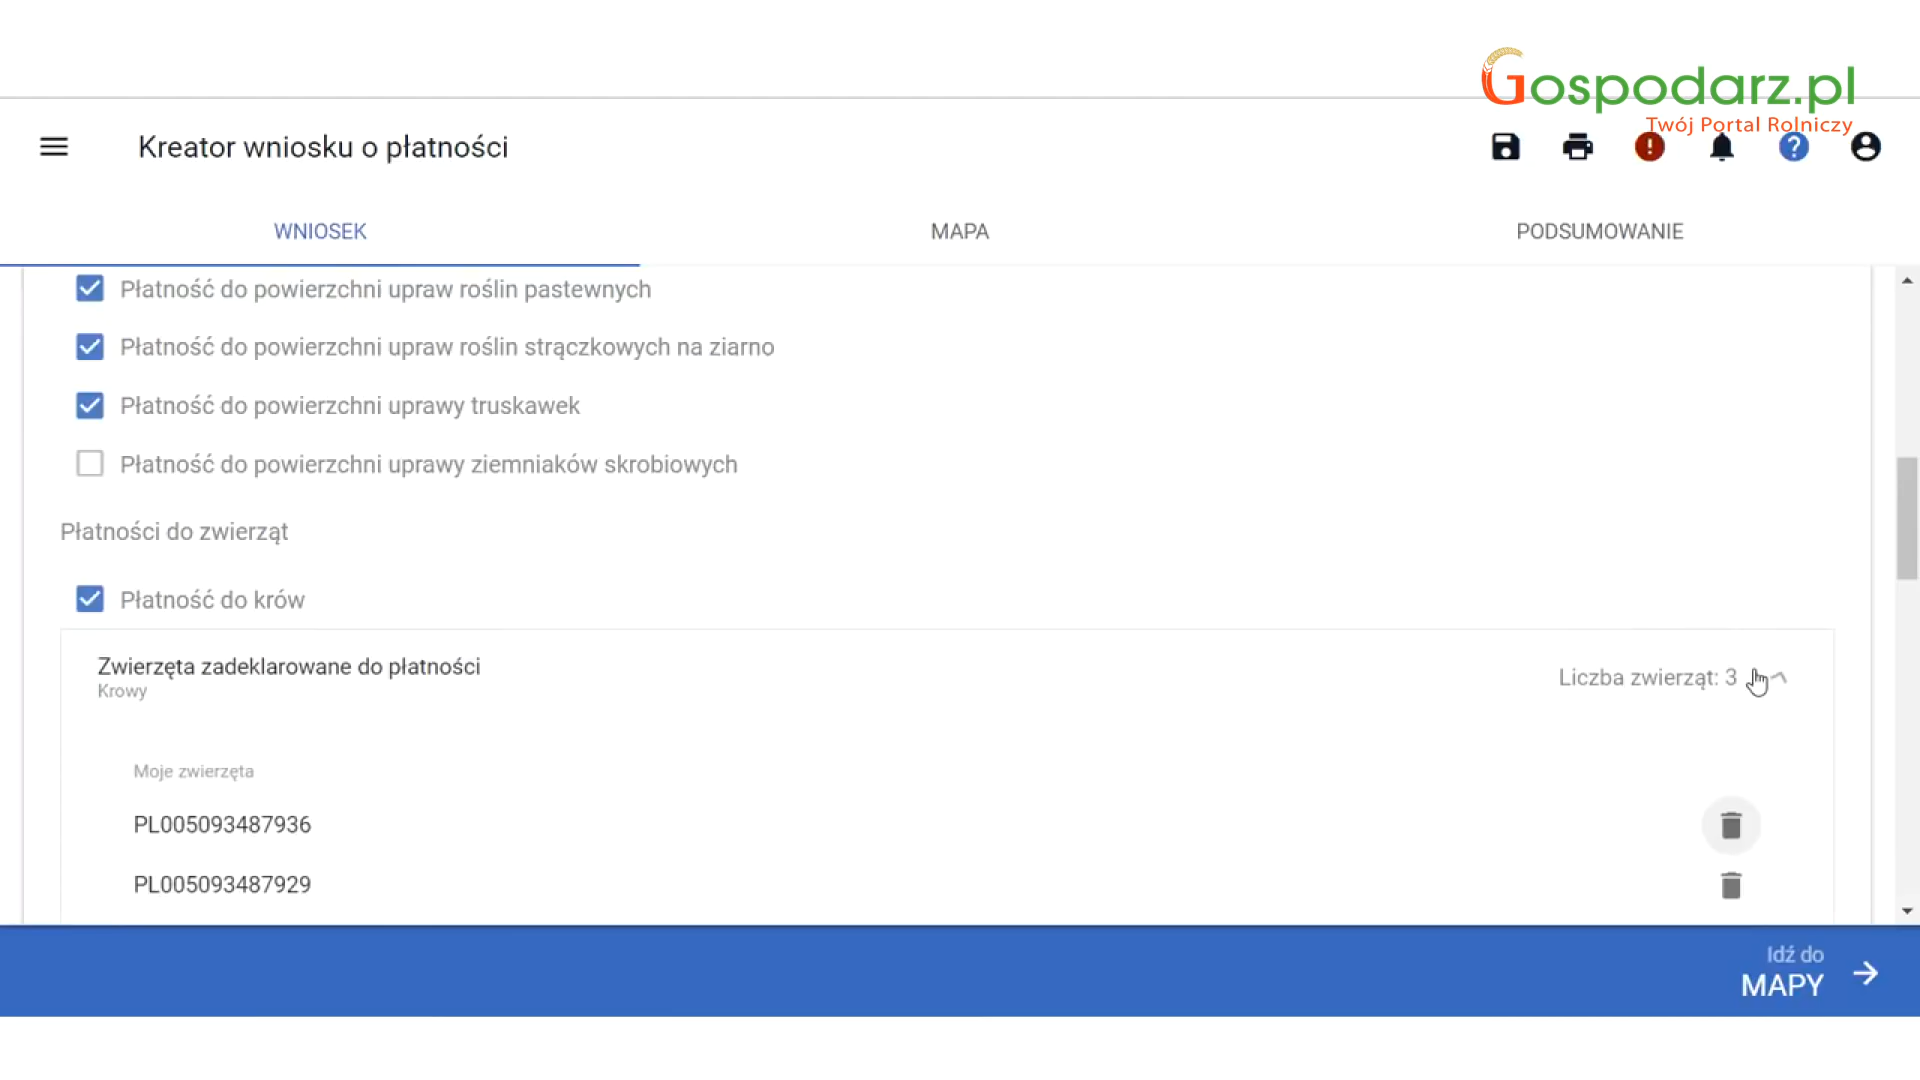 Gospodarz.pl
Twój Portal Rolniczy
Kreator wniosku o płatności
WNIOSEK
MAPA
PODSUMOWANIE
Płatność do powierzchni upraw roślin pastewnych
Płatność do powierzchni upraw roślin strączkowych na ziarno
Płatność do powierzchni uprawy truskawek
Płatność do powierzchni uprawy ziemniaków skrobiowych
Płatności do zwierząt
Płatność do krów
Zwierzęta zadeklarowane do płatności
Krowy
Liczba zwierząt: 3
Moje zwierzęta
PL005093487936
PL005093487929
Idź do
MAPY